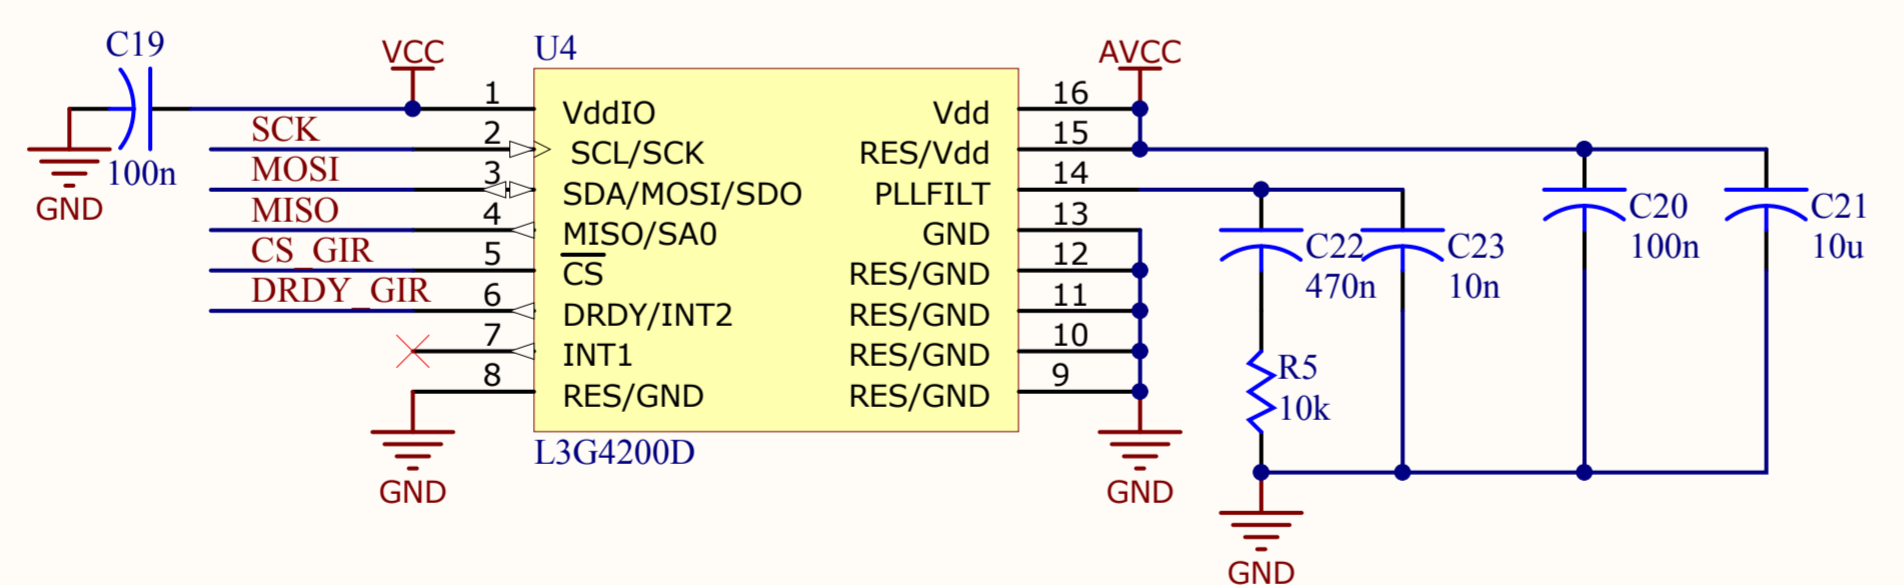 C19
100n
GND
VCC
SCK
MOSI
MISO
CS_GIR
DRDY_GIR
U4
1 VddIO
2 SCL/SCK
3 SDA/MOSI/SDO
4 MISO/SA0
5 CS
6 DRDY/INT2
7 INT1
8 RES/GND
GND
L3G4200D
AVCC
Vdd 16
RES/Vdd 15
PLLFILT 14
GND 13
RES/GND 12
RES/GND 11
RES/GND 10
RES/GND 9
GND
C22
470n
C23
10n
R5
10k
GND
C20
100n
C21
10u